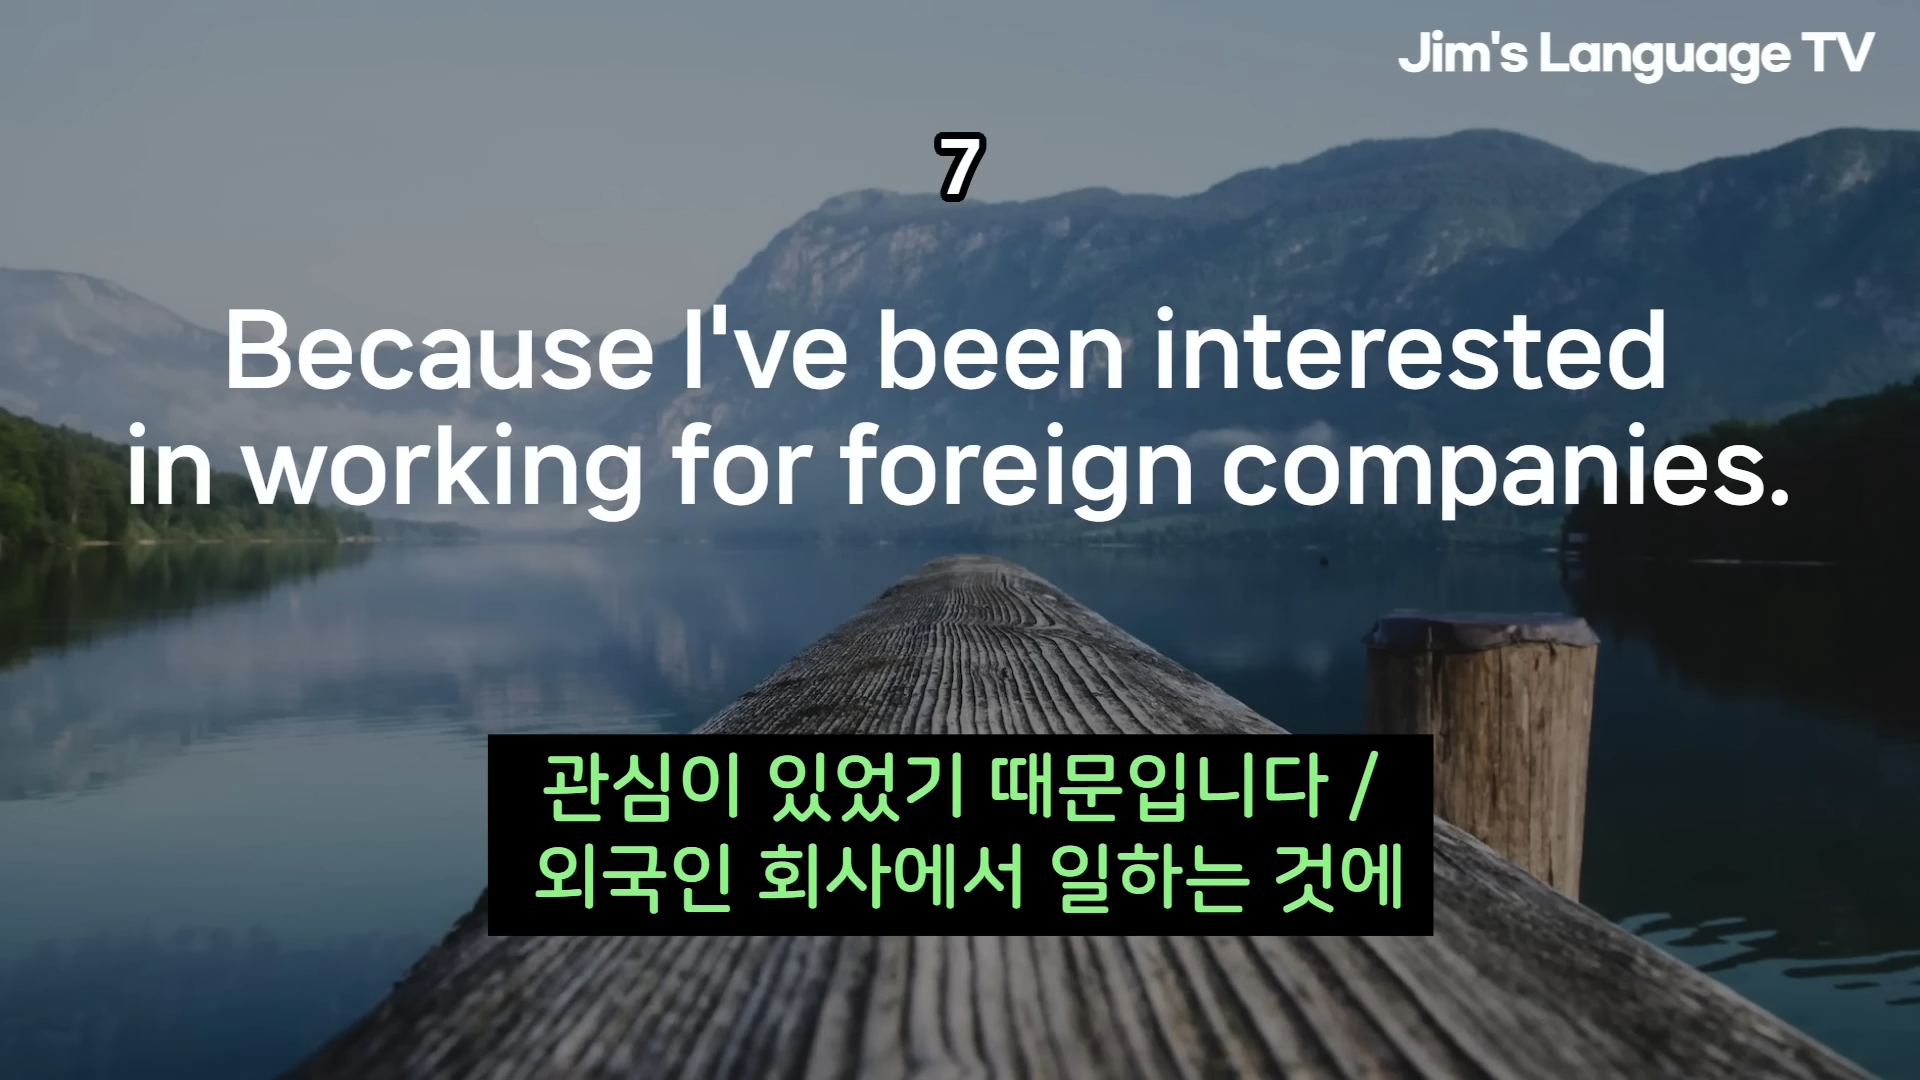 Jim's Language TV
7
Because I've been interested
in working for foreign companies.
관심이 있었기 때문입니다 /
외국인 회사에서 일하는 것에